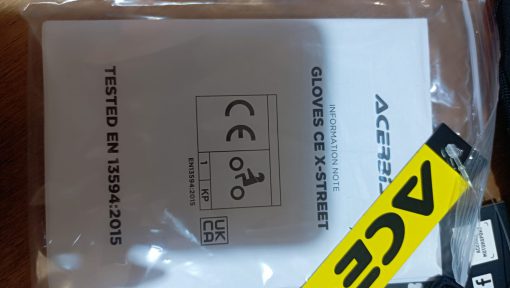 ACERBIS
INFORMATION NOTE
GLOVES CE X-STREET
CE
1 KP
EN13594:2015
UK
CA
TESTED EN 13594:2015
ACE